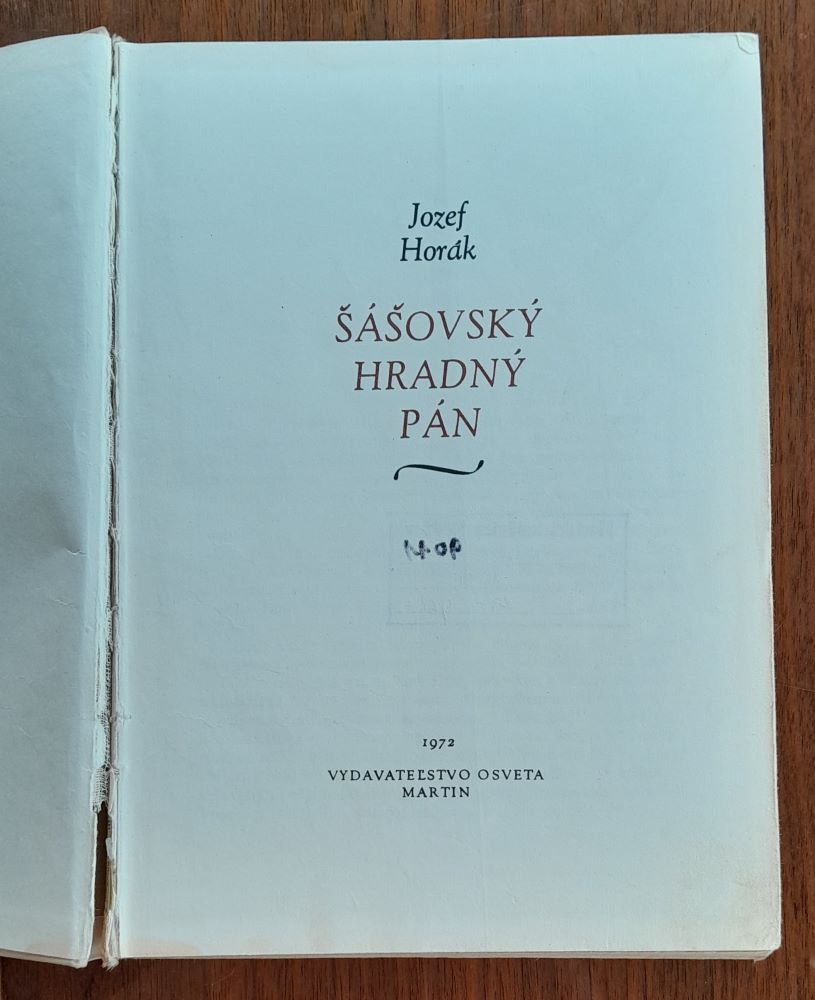 Jozef
Horák
ŠÁŠOVSKÝ
HRADNÝ
PÁN
1972
VYDAVATEĽSTVO OSVETA
MARTIN